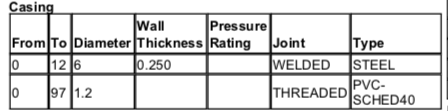 Casing
From To Diameter Wall Thickness Pressure Rating Joint Type
0 12 6 0.250 WELDED STEEL
0 97 1.2 THREADED PVC-SCHED40